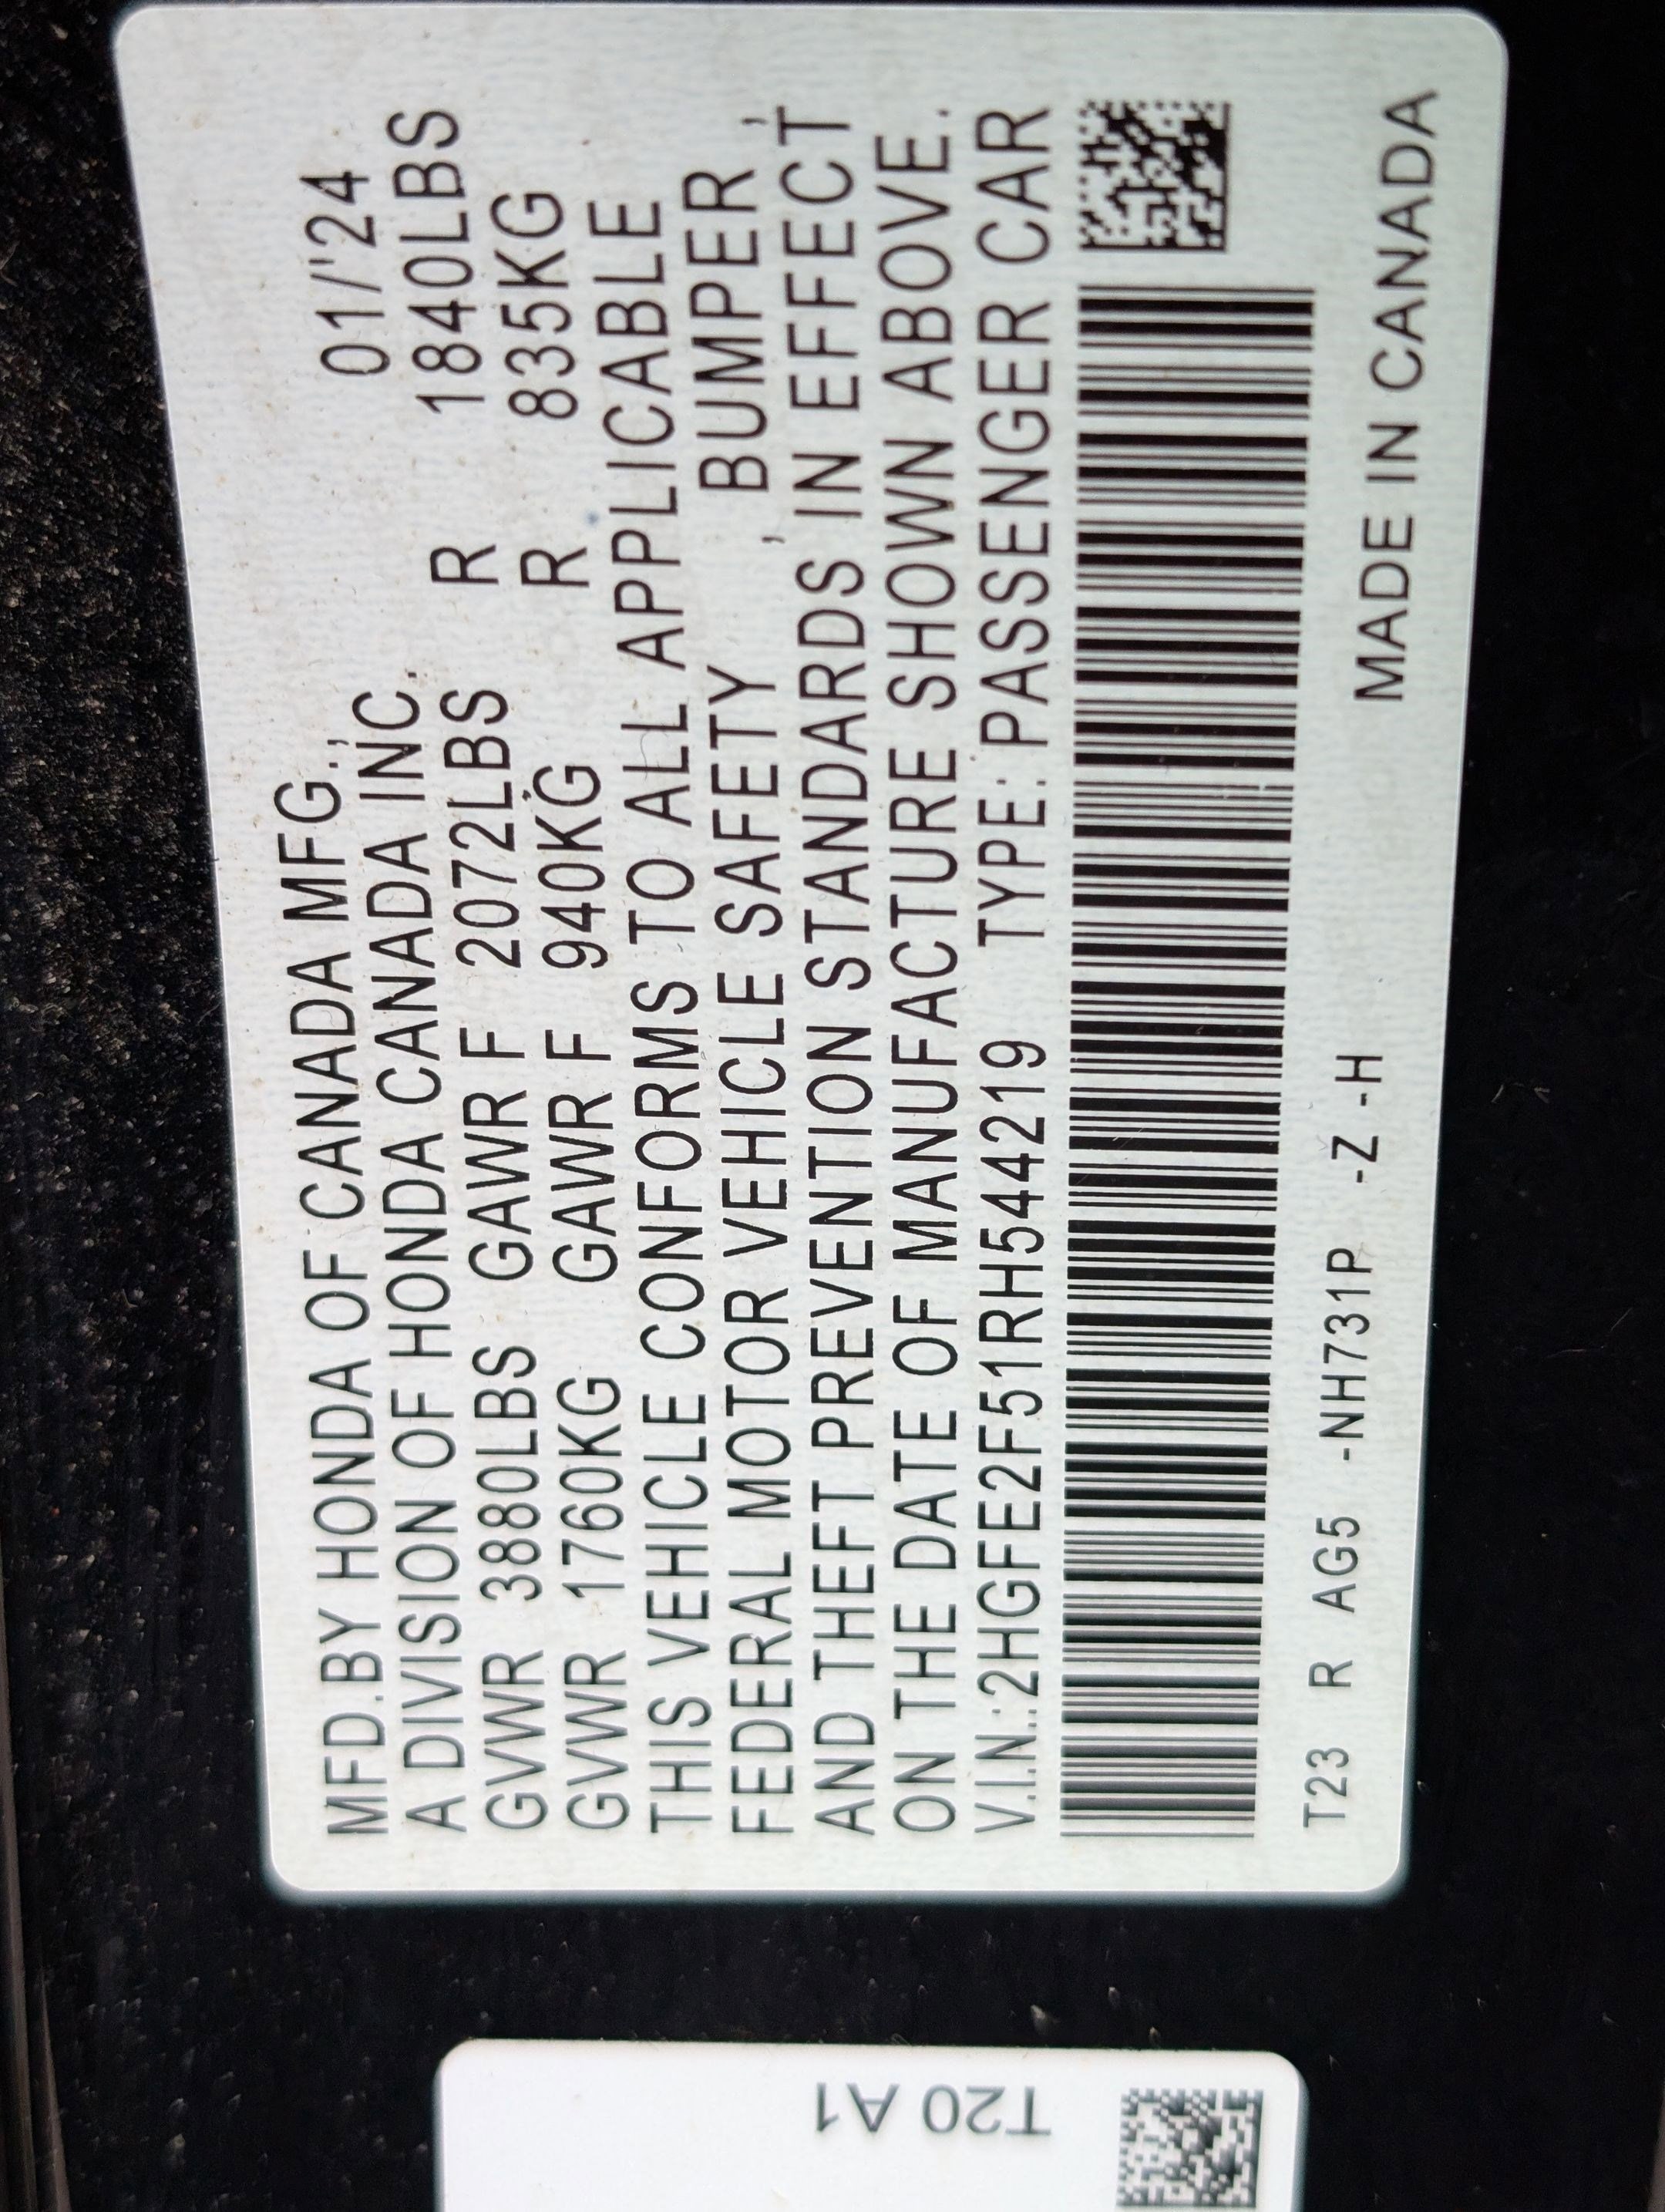 MFD.BY HONDA OF CANADA MFG., 01/'24
A DIVISION OF HONDA CANADA INC.
GVWR 3880LBS GAWR F 2072LBS R 1840LBS
GVWR 1760KG GAWR F 940KG R 835KG
THIS VEHICLE CONFORMS TO ALL APPLICABLE
FEDERAL MOTOR VEHICLE SAFETY , BUMPER ,
AND THEFT PREVENTION STANDARDS IN EFFECT
ON THE DATE OF MANUFACTURE SHOWN ABOVE.
V.I.N.:2HGFE2F51RH544219 TYPE: PASSENGER CAR
T23 R AG5 -NH731P -Z -H MADE IN CANADA
T20 A1